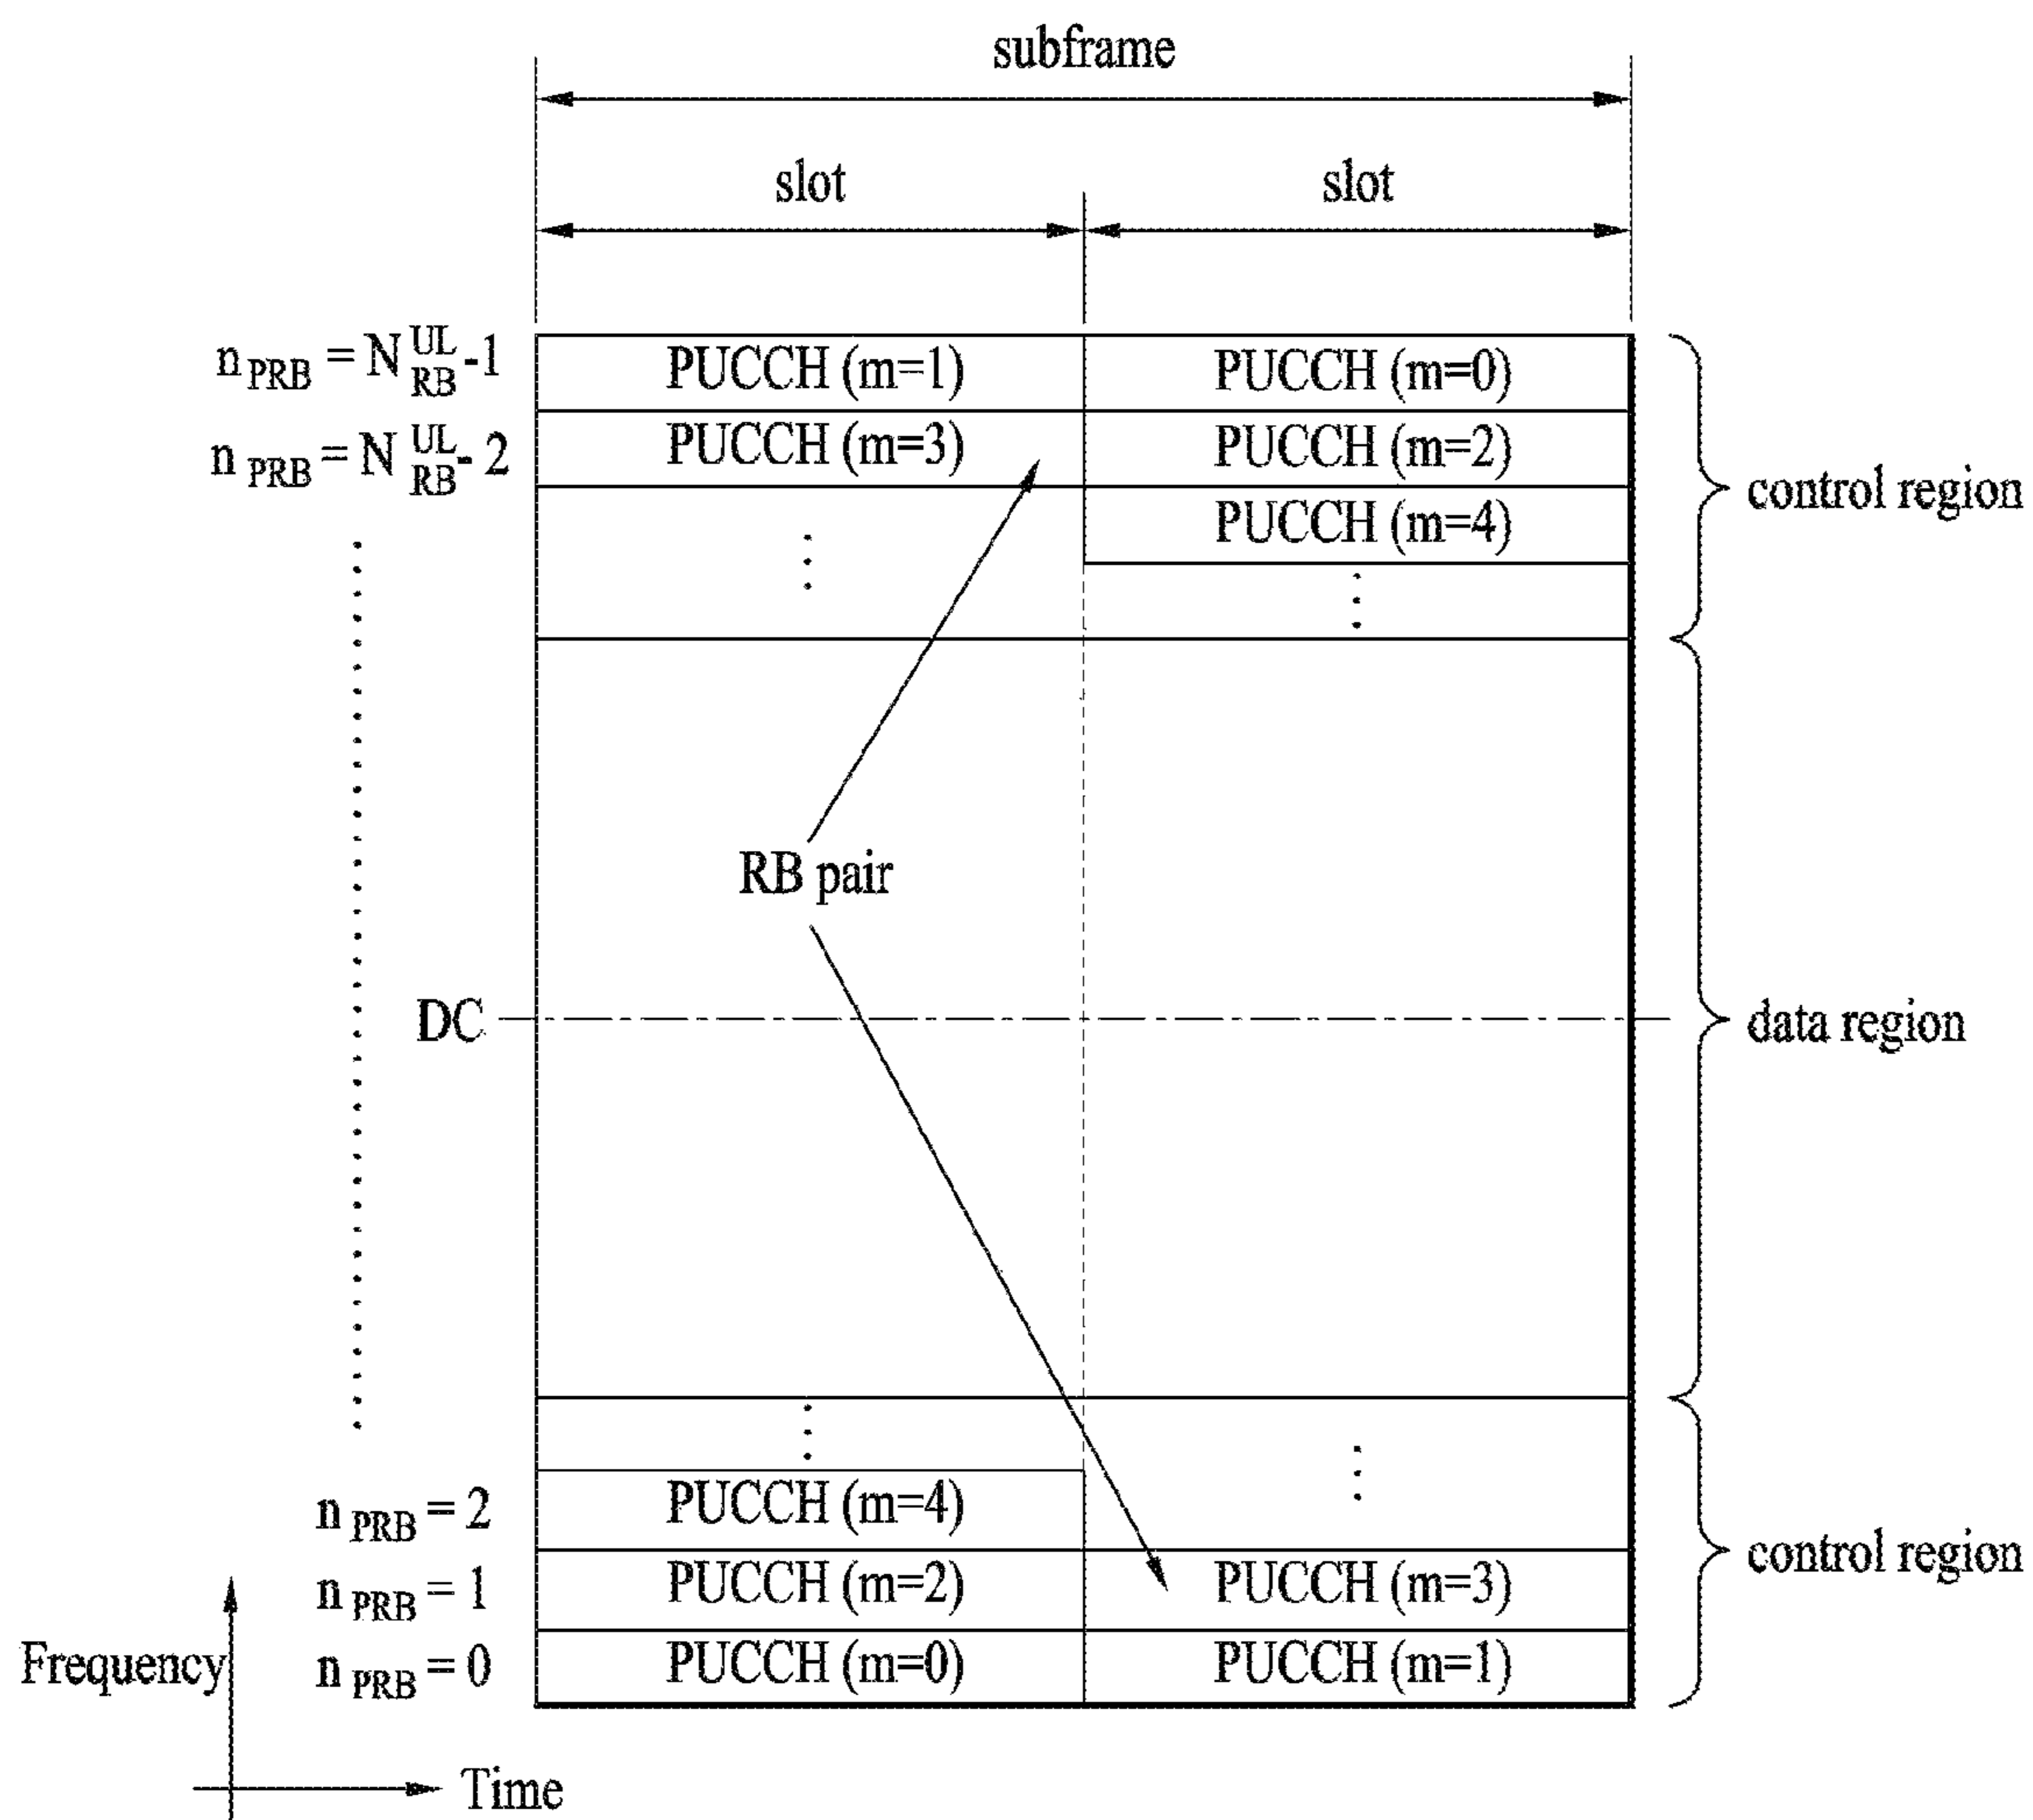 subframe
slot slot
n PRB = N UL RB -1 PUCCH (m=1) PUCCH (m=0)
n PRB = N UL RB - 2 PUCCH (m=3) PUCCH (m=2)
control region
PUCCH (m=4)
RB pair
DC
data region
n PRB = 2 PUCCH (m=4)
control region
n PRB = 1 PUCCH (m=2) PUCCH (m=3)
Frequency
n PRB = 0 PUCCH (m=0) PUCCH (m=1)
Time